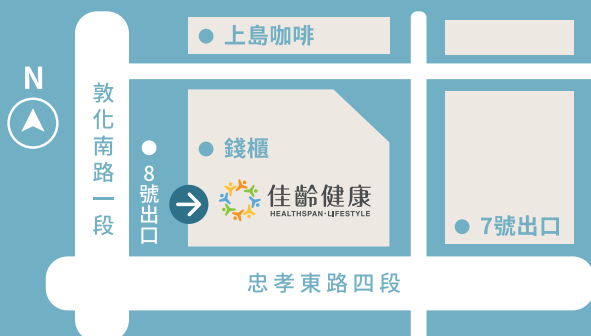 上島咖啡
N
敦化南路一段
錢櫃
8號出口
佳齡健康
HEALTHSPAN·LIFESTYLE
7號出口
忠孝東路四段